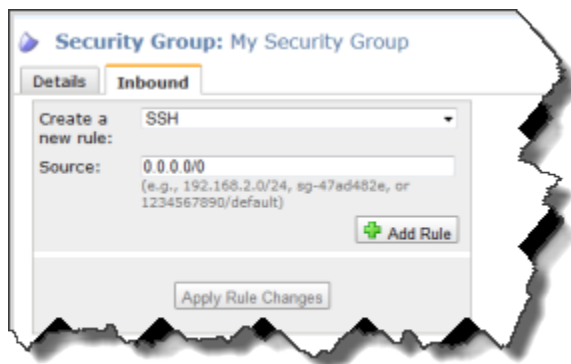 Security Group: My Security Group
Details Inbound
Create a new rule: SSH
Source: 0.0.0.0/0
(e.g., 192.168.2.0/24, sg-47ad482e, or
1234567890/default)
Add Rule
Apply Rule Changes